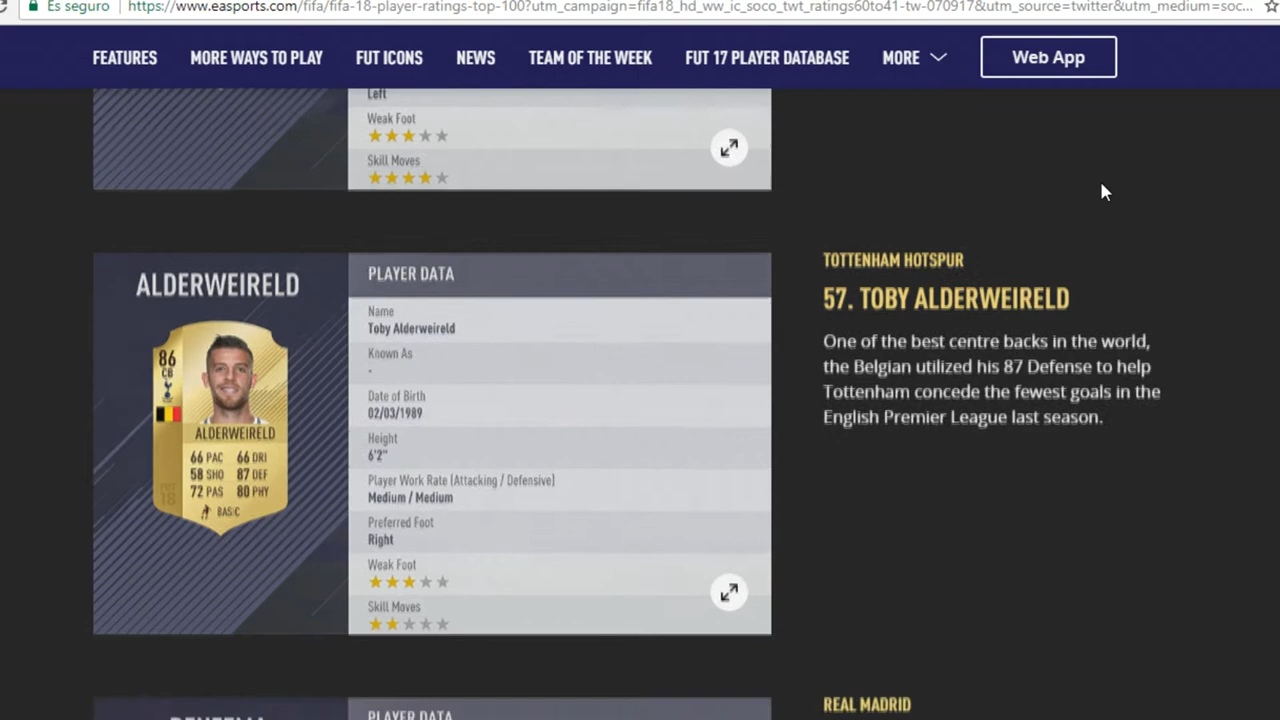 Es seguro https://www.easports.com/fifa/fifa-18-player-ratings-top-100?utm_campaign=fifa18_hd_ww_ic_soco_twt_ratings60to41-tw-070917&utm_source=twitter&utm_medium=soc...
FEATURES MORE WAYS TO PLAY FUT ICONS NEWS TEAM OF THE WEEK FUT 17 PLAYER DATABASE MORE Web App
Left
Weak Foot
Skill Moves
ALDERWEIRELD
86
CB
ALDERWEIRELD
66 PAC 66 DRI
58 SHO 87 DEF
72 PAS 80 PHY
FUT
18
BASIC
PLAYER DATA
Name
Toby Alderweireld
Known As
-
Date of Birth
02/03/1989
Height
6'2"
Player Work Rate (Attacking / Defensive)
Medium / Medium
Preferred Foot
Right
Weak Foot
Skill Moves
TOTTENHAM HOTSPUR
57. TOBY ALDERWEIRELD
One of the best centre backs in the world,
the Belgian utilized his 87 Defense to help
Tottenham concede the fewest goals in the
English Premier League last season.
PLAYER DATA
REAL MADRID